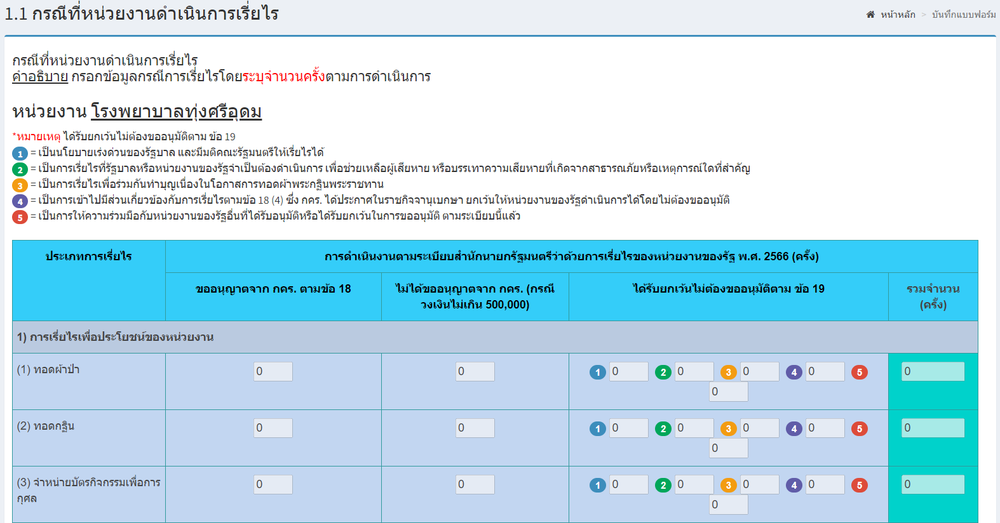 1.1 กรณีที่หน่วยงานดำเนินการเรี่ยไร
หน้าหลัก > บันทึกแบบฟอร์ม
กรณีที่หน่วยงานดำเนินการเรี่ยไร
คำอธิบาย กรอกข้อมูลกรณีการเรี่ยไรโดยระบุจำนวนครั้งตามการดำเนินการ
หน่วยงาน โรงพยาบาลทุ่งศรีอุดม
*หมายเหตุ ได้รับยกเว้นไม่ต้องขออนุมัติตาม ข้อ 19
1 = เป็นนโยบายเร่งด่วนของรัฐบาล และมีมติคณะรัฐมนตรีให้เรี่ยไรได้
2 = เป็นการเรี่ยไรที่รัฐบาลหรือหน่วยงานของรัฐจำเป็นต้องดำเนินการ เพื่อช่วยเหลือผู้เสียหาย หรือบรรเทาความเสียหายที่เกิดจากสาธารณภัยหรือเหตุการณ์ใดที่สำคัญ
3 = เป็นการเรี่ยไรเพื่อร่วมกันทำบุญเนื่องในโอกาสการทอดผ้าพระกฐินพระราชทาน
4 = เป็นการเข้าไปมีส่วนเกี่ยวข้องกับการเรี่ยไรตามข้อ 18 (4) ซึ่ง กคร. ได้ประกาศในราชกิจจานุเบกษา ยกเว้นให้หน่วยงานของรัฐดำเนินการได้โดยไม่ต้องขออนุมัติ
5 = เป็นการให้ความร่วมมือกับหน่วยงานของรัฐอื่นที่ได้รับอนุมัติหรือได้รับยกเว้นในการขออนุมัติ ตามระเบียบนี้แล้ว
ประเภทการเรี่ยไร
การดำเนินงานตามระเบียบสำนักนายกรัฐมนตรีว่าด้วยการเรี่ยไรของหน่วยงานของรัฐ พ.ศ. 2566 (ครั้ง)
ขออนุญาตจาก กคร. ตามข้อ 18
ไม่ได้ขออนุญาตจาก กคร. (กรณี
วงเงินไม่เกิน 500,000)
ได้รับยกเว้นไม่ต้องขออนุมัติตาม ข้อ 19
รวมจำนวน
(ครั้ง)
1) การเรี่ยไรเพื่อประโยชน์ของหน่วยงาน
(1) ทอดผ้าป่า 0 0 1 0 2 0 3 0 4 0 5 0
0
(2) ทอดกฐิน 0 0 1 0 2 0 3 0 4 0 5 0
0
(3) จำหน่ายบัตรกิจกรรมเพื่อการ 0 0 1 0 2 0 3 0 4 0 5 0
กุศล 0